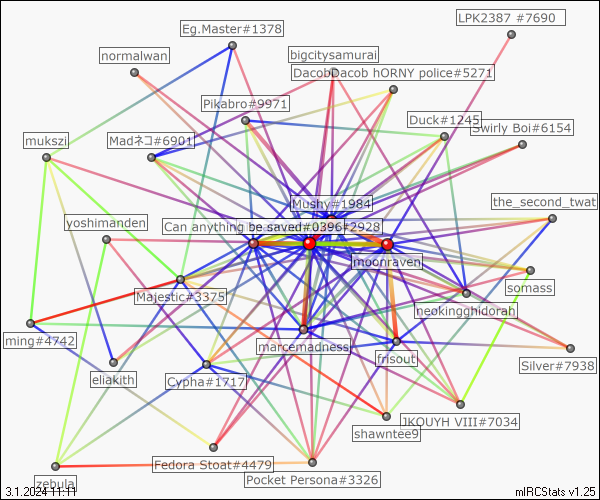 LPK2387 #7690
Eg.Master#1378
normalwan
bigcitysamurai
DacobDacob hORNY police#5271
Pikabro#9971
Duck#1245
Swirly Boi#6154
mukszi
Madネコ#6901
Mushy#1984
the_second_twat
yoshimanden
Can anything be saved#0396#2928
moonraven
somass
Majestic#3375
neokingghidorah
ming#4742
marcemadness
frisout
Silver#7938
eliakith
Cypha#1717
JKOUYH VIII#7034
shawntee9
Fedora Stoat#4479
Pocket Persona#3326
zebula
3.1.2024 11:11
mIRCStats v1.25